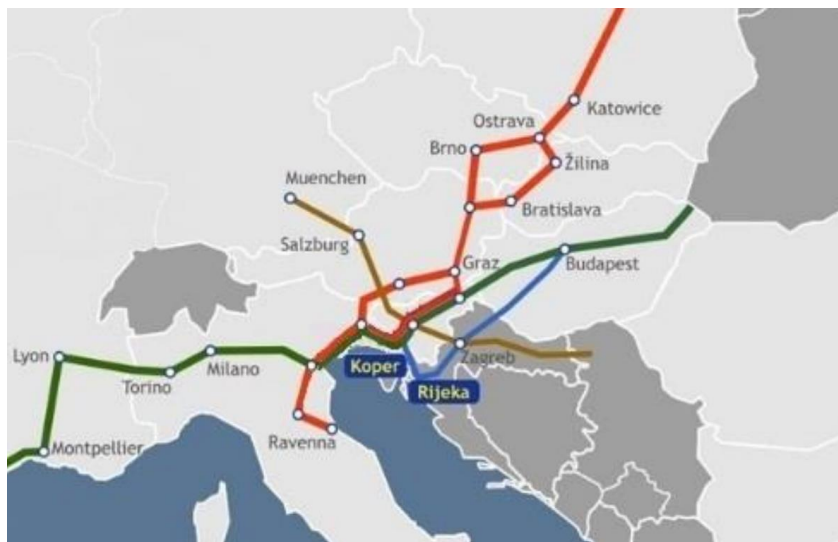 Katowice
Ostrava
Brno
Žilina
Muenchen
Bratislava
Salzburg
Graz
Budapest
Lyon
Milano
Koper
Zagreb
Torino
Rijeka
Ravenna
Montpellier